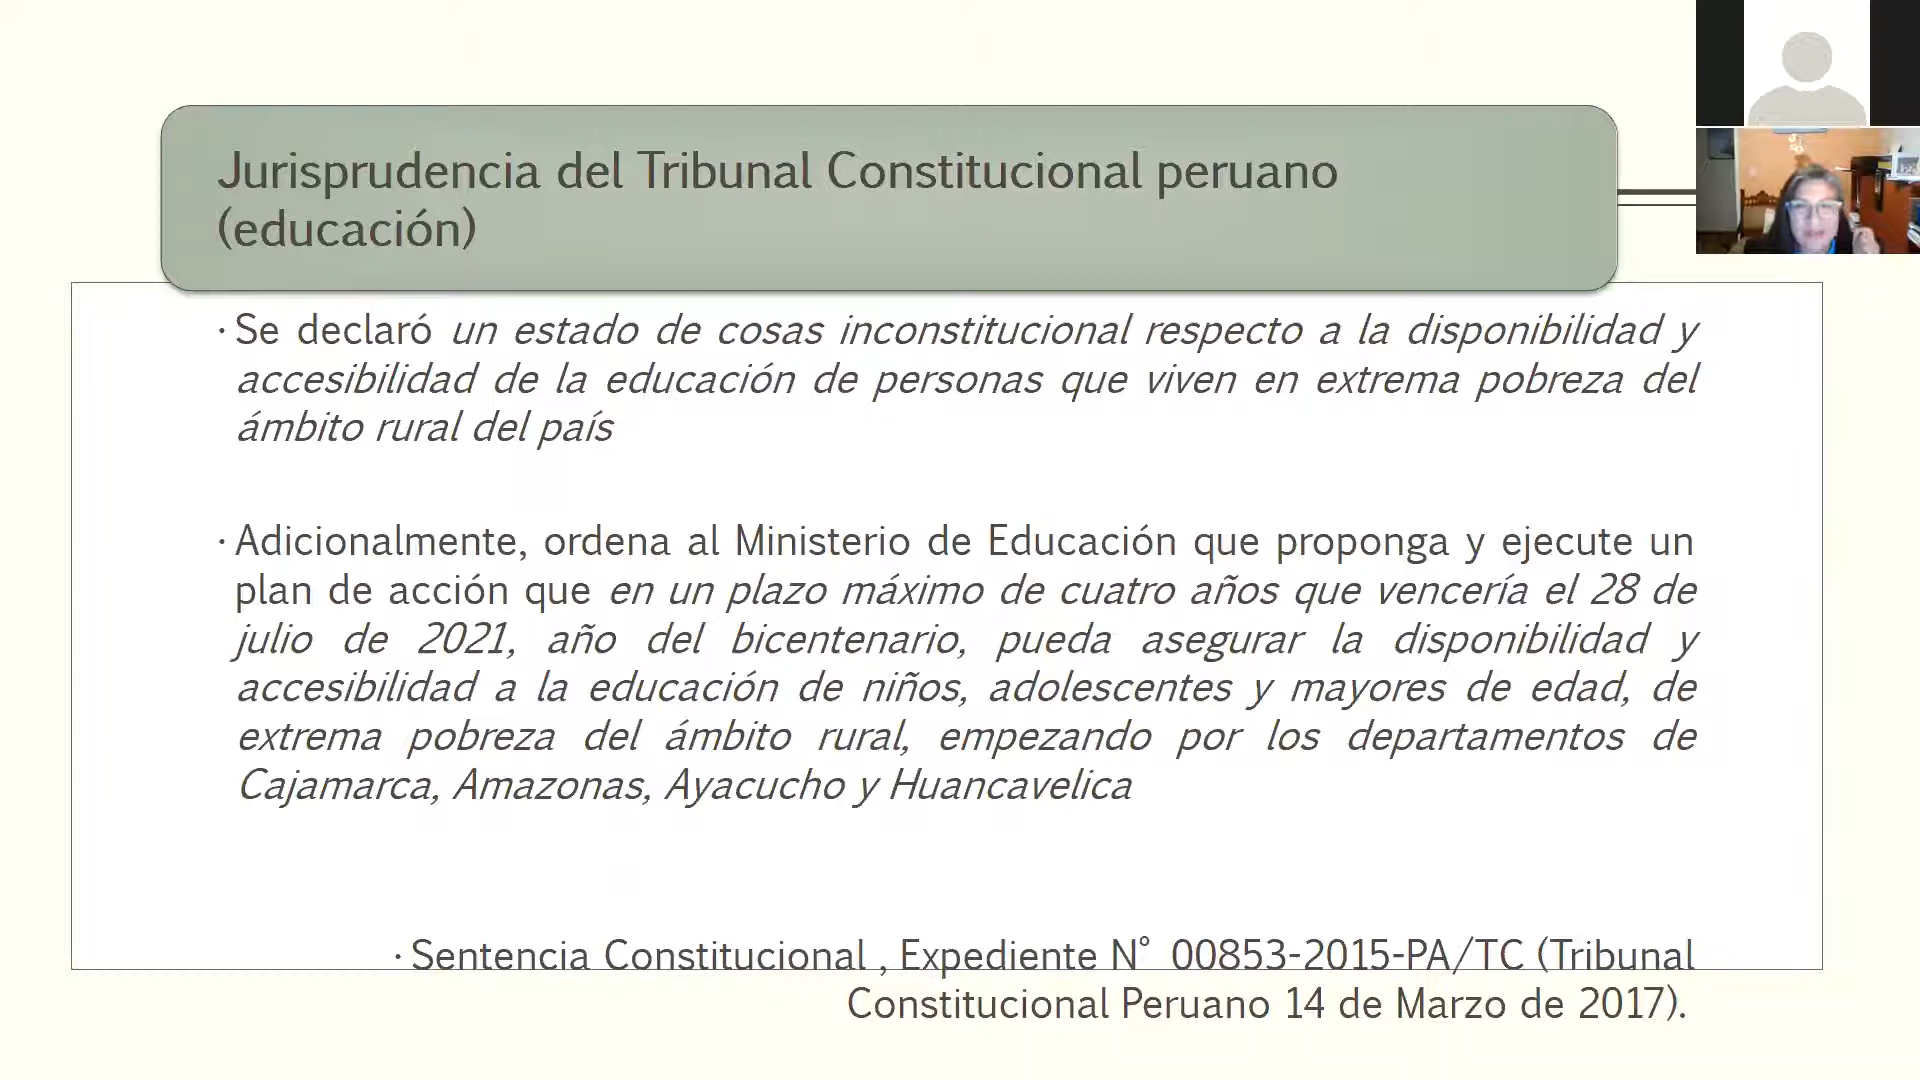 Jurisprudencia del Tribunal Constitucional peruano
(educación)
· Se declaró un estado de cosas inconstitucional respecto a la disponibilidad y
accesibilidad de la educación de personas que viven en extrema pobreza del
ámbito rural del país
· Adicionalmente, ordena al Ministerio de Educación que proponga y ejecute un
plan de acción que en un plazo máximo de cuatro años que vencería el 28 de
julio de 2021, año del bicentenario, pueda asegurar la disponibilidad y
accesibilidad a la educación de niños, adolescentes y mayores de edad, de
extrema pobreza del ámbito rural, empezando por los departamentos de
Cajamarca, Amazonas, Ayacucho y Huancavelica
· Sentencia Constitucional , Expediente N° 00853-2015-PA/TC (Tribunal
Constitucional Peruano 14 de Marzo de 2017).